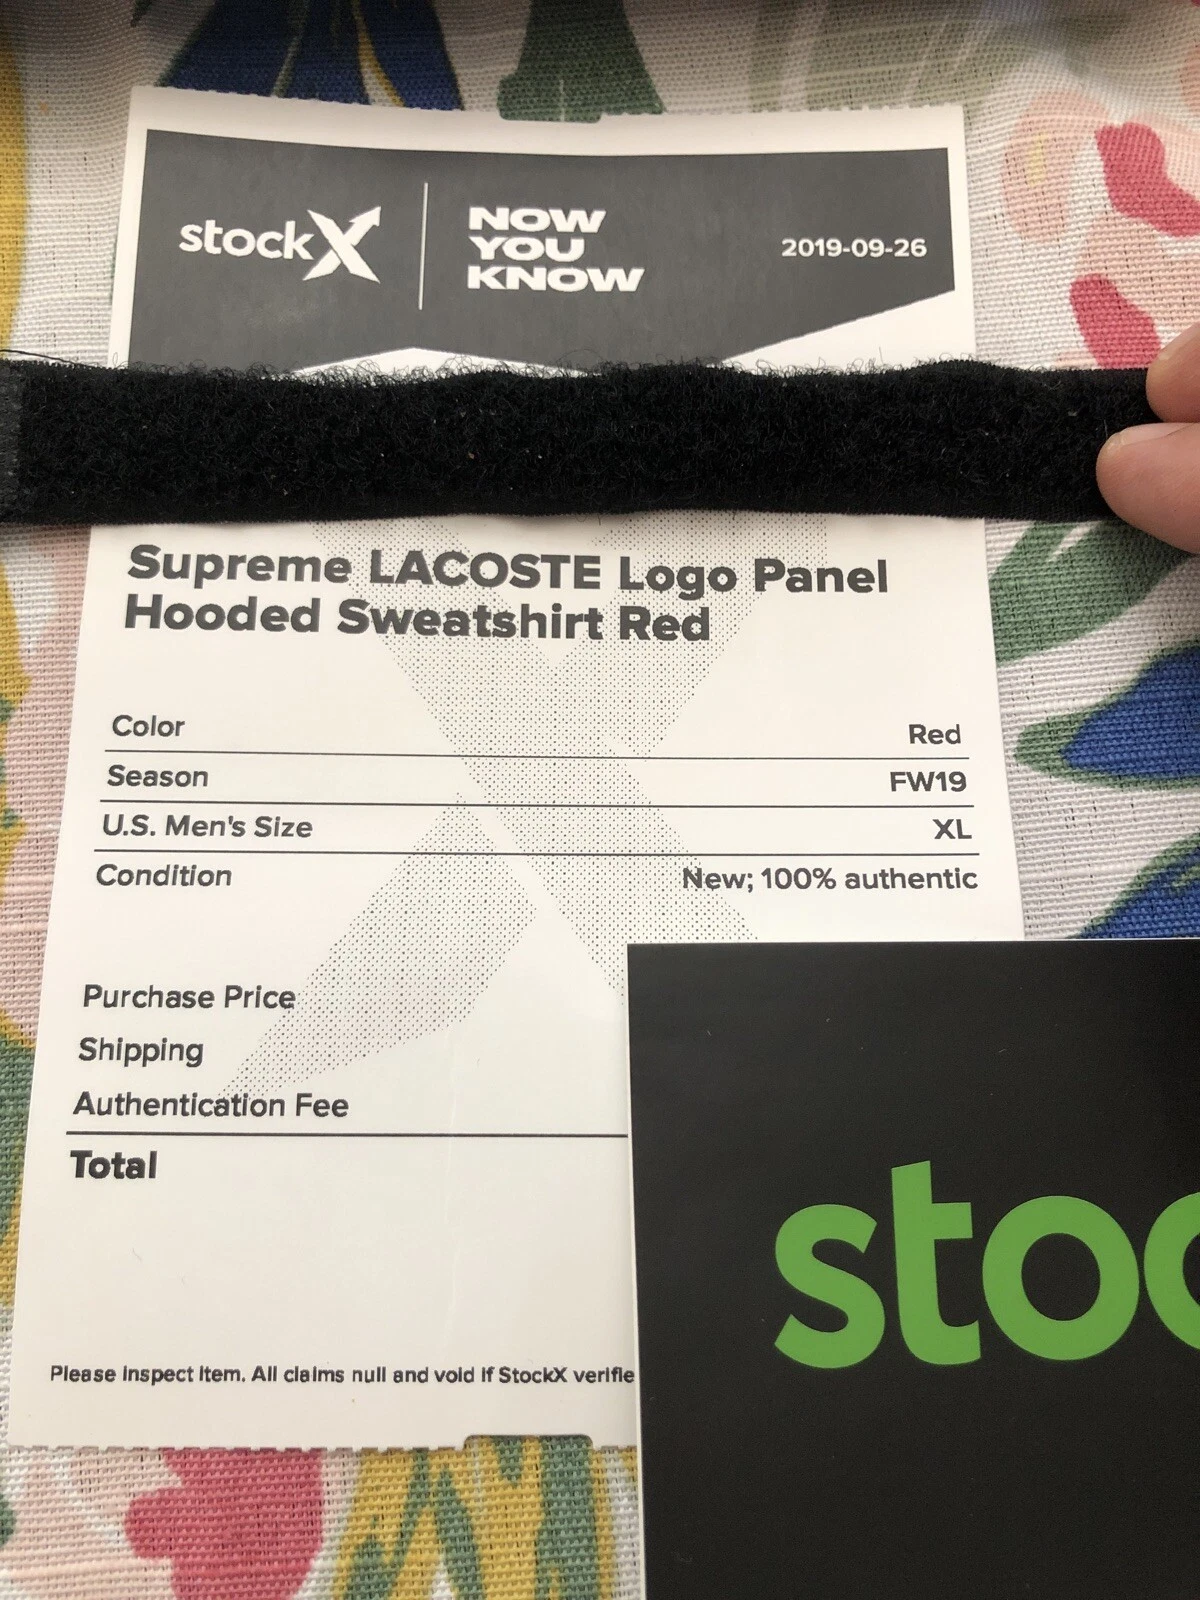 stockX
NOW
YOU
KNOW
2019-09-26
Supreme LACOSTE Logo Panel
Hooded Sweatshirt Red
Color Red
Season FW19
U.S. Men's Size XL
Condition New; 100% authentic
Purchase Price
Shipping
Authentication Fee
Total
Please inspect item. All claims null and void if StockX verifie
stoc